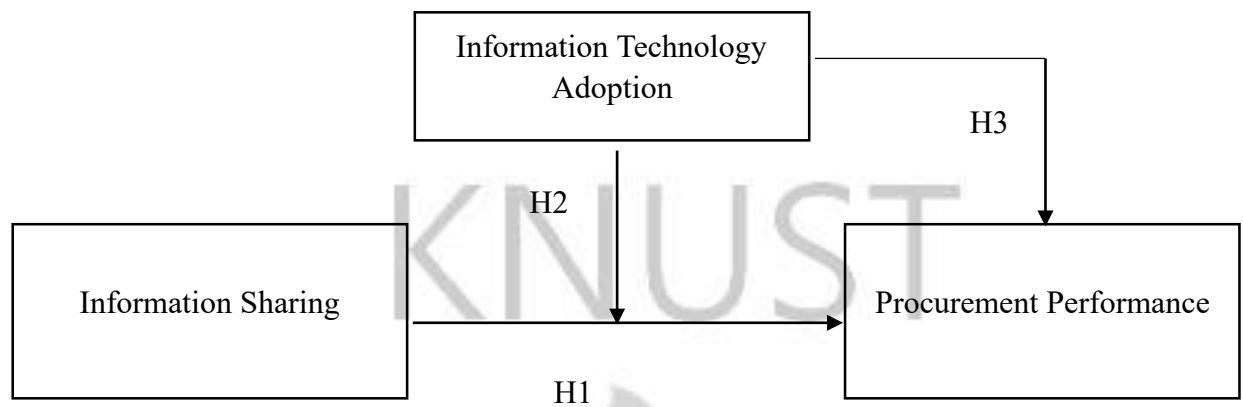 Information Technology
Adoption
H3
H2
KNUST
Information Sharing
Procurement Performance
H1